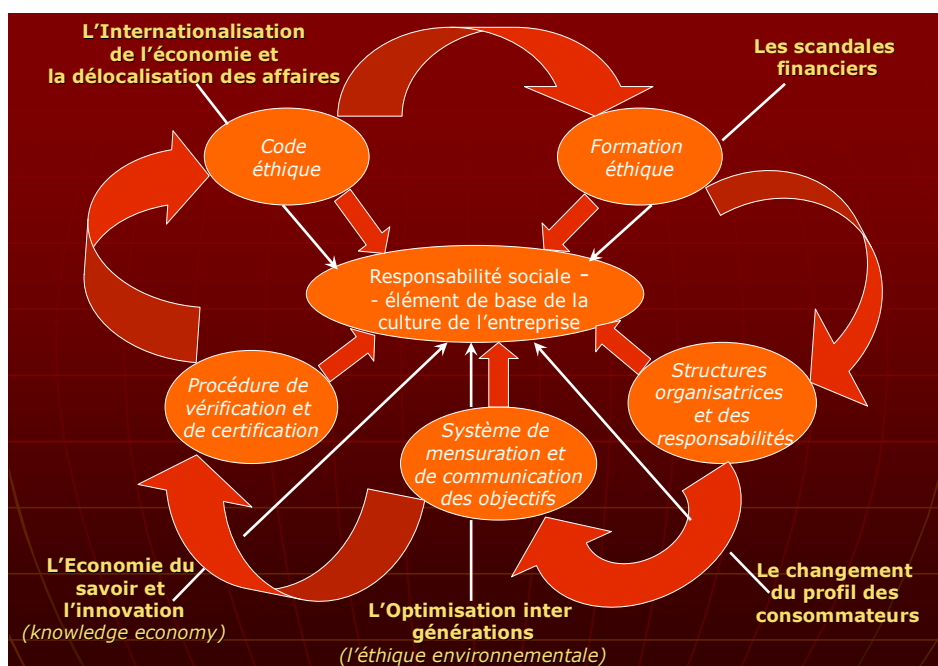 L'Internationalisation
de l'économie et
la délocalisation des affaires
Les scandales
financiers
Code
éthique
Formation
éthique
Responsabilité sociale -
- élément de base de la
culture de l'entreprise
Procédure de
vérification et
de certification
Système de
mensuration et
de communication
des objectifs
Structures
organisatrices
et des
responsabilités
L'Economie du
savoir et
l'innovation
(knowledge economy)
L'Optimisation inter
générations
(l'éthique environnementale)
Le changement
du profil des
consommateurs